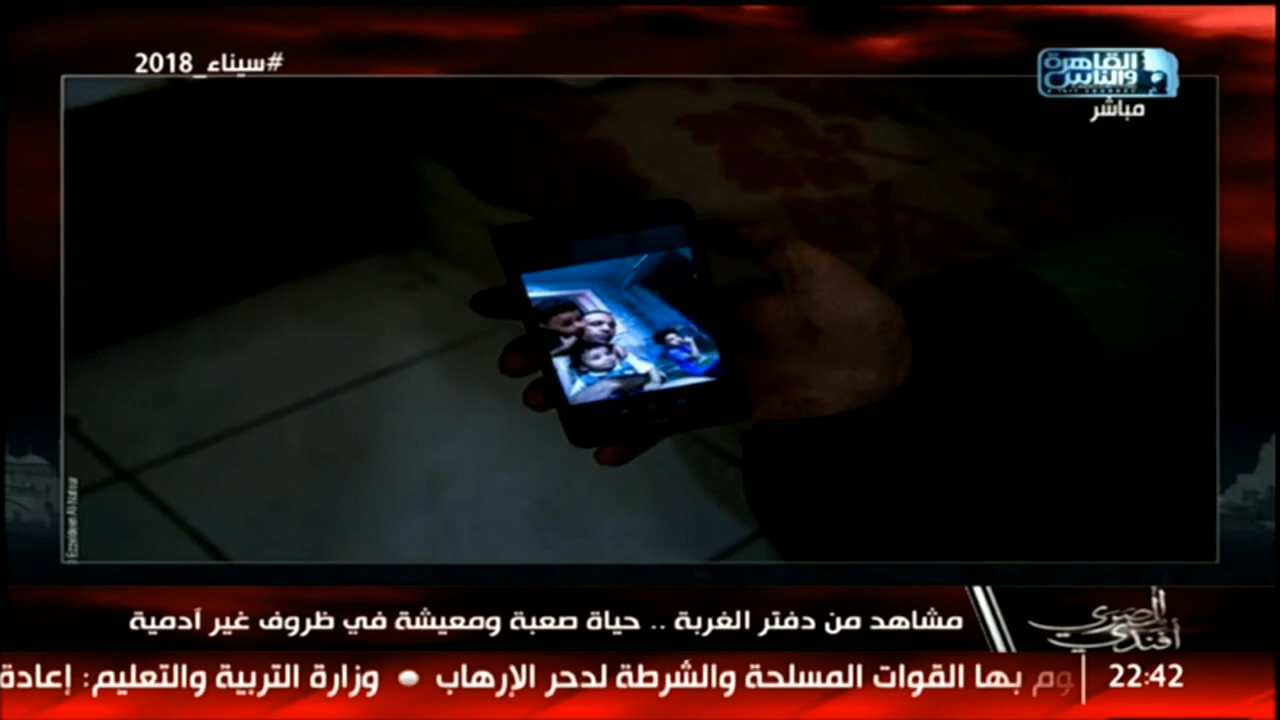 #سيناء_2018
القاهرة
والناس
مباشر
مشاهد من دفتر الغربة .. حياة صعبة ومعيشة في ظروف غير آدمية
المصري
أفندي
22:42
وم بها القوات المسلحة والشرطة لدحر الإرهاب ● وزارة التربية والتعليم: إعادة